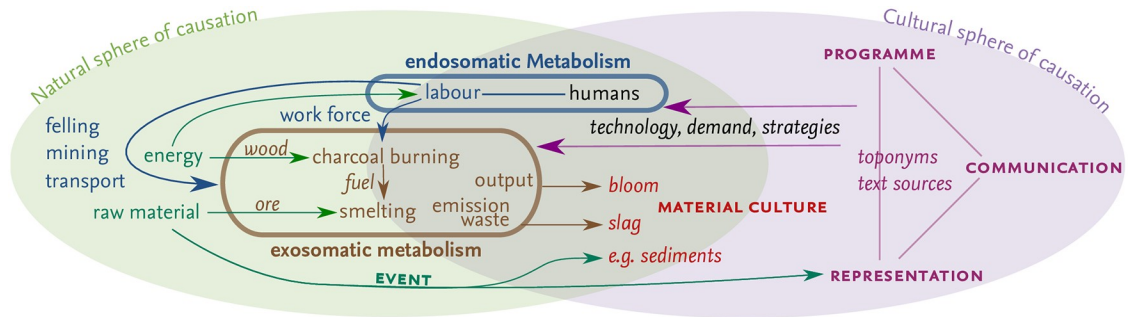 Natural sphere of causation
Cultural sphere of causation
PROGRAMME
endosomatic Metabolism
labour
humans
work force
technology, demand, strategies
felling
mining
transport
energy
wood
charcoal burning
fuel
output
bloom
toponyms
text sources
COMMUNICATION
raw material
ore
smelting
emission
waste
MATERIAL CULTURE
slag
exosomatic metabolism
e.g. sediments
EVENT
REPRESENTATION